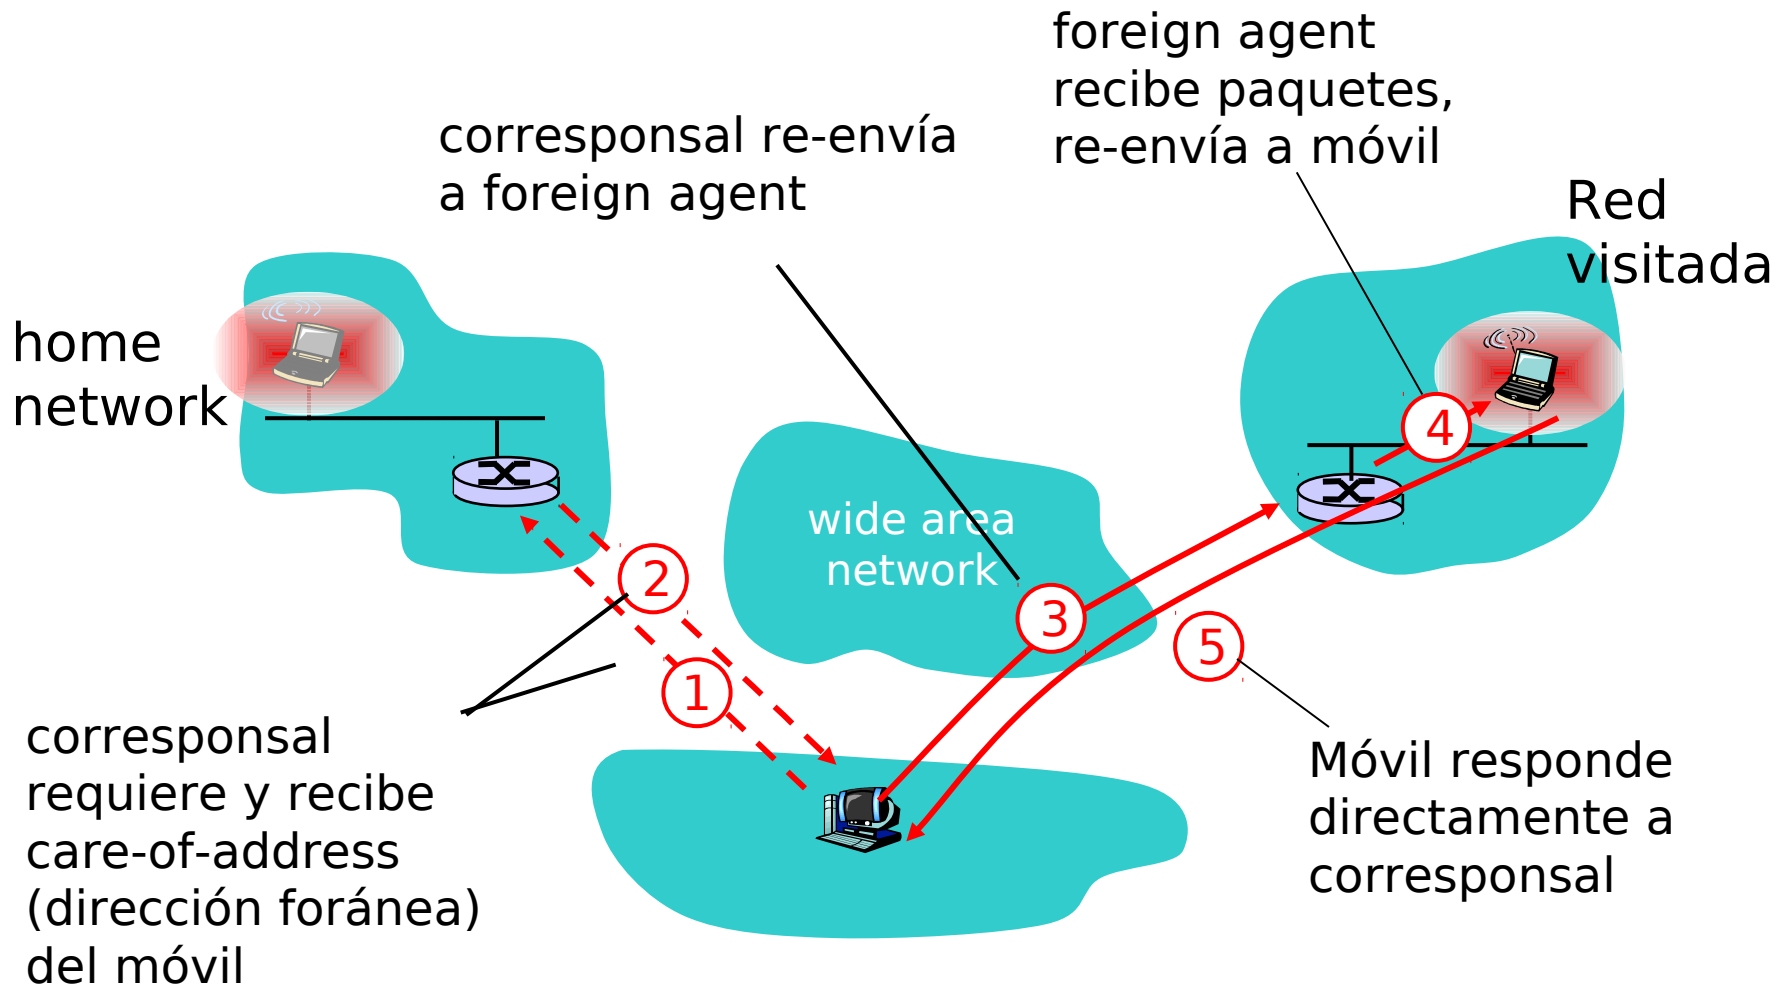 foreign agent
recibe paquetes,
re-envía a móvil
corresponsal re-envía
a foreign agent
Red
visitada
home
network
4
wide area
network
2
3
5
1
corresponsal
requiere y recibe
care-of-address
(dirección foránea)
del móvil
Móvil responde
directamente a
corresponsal